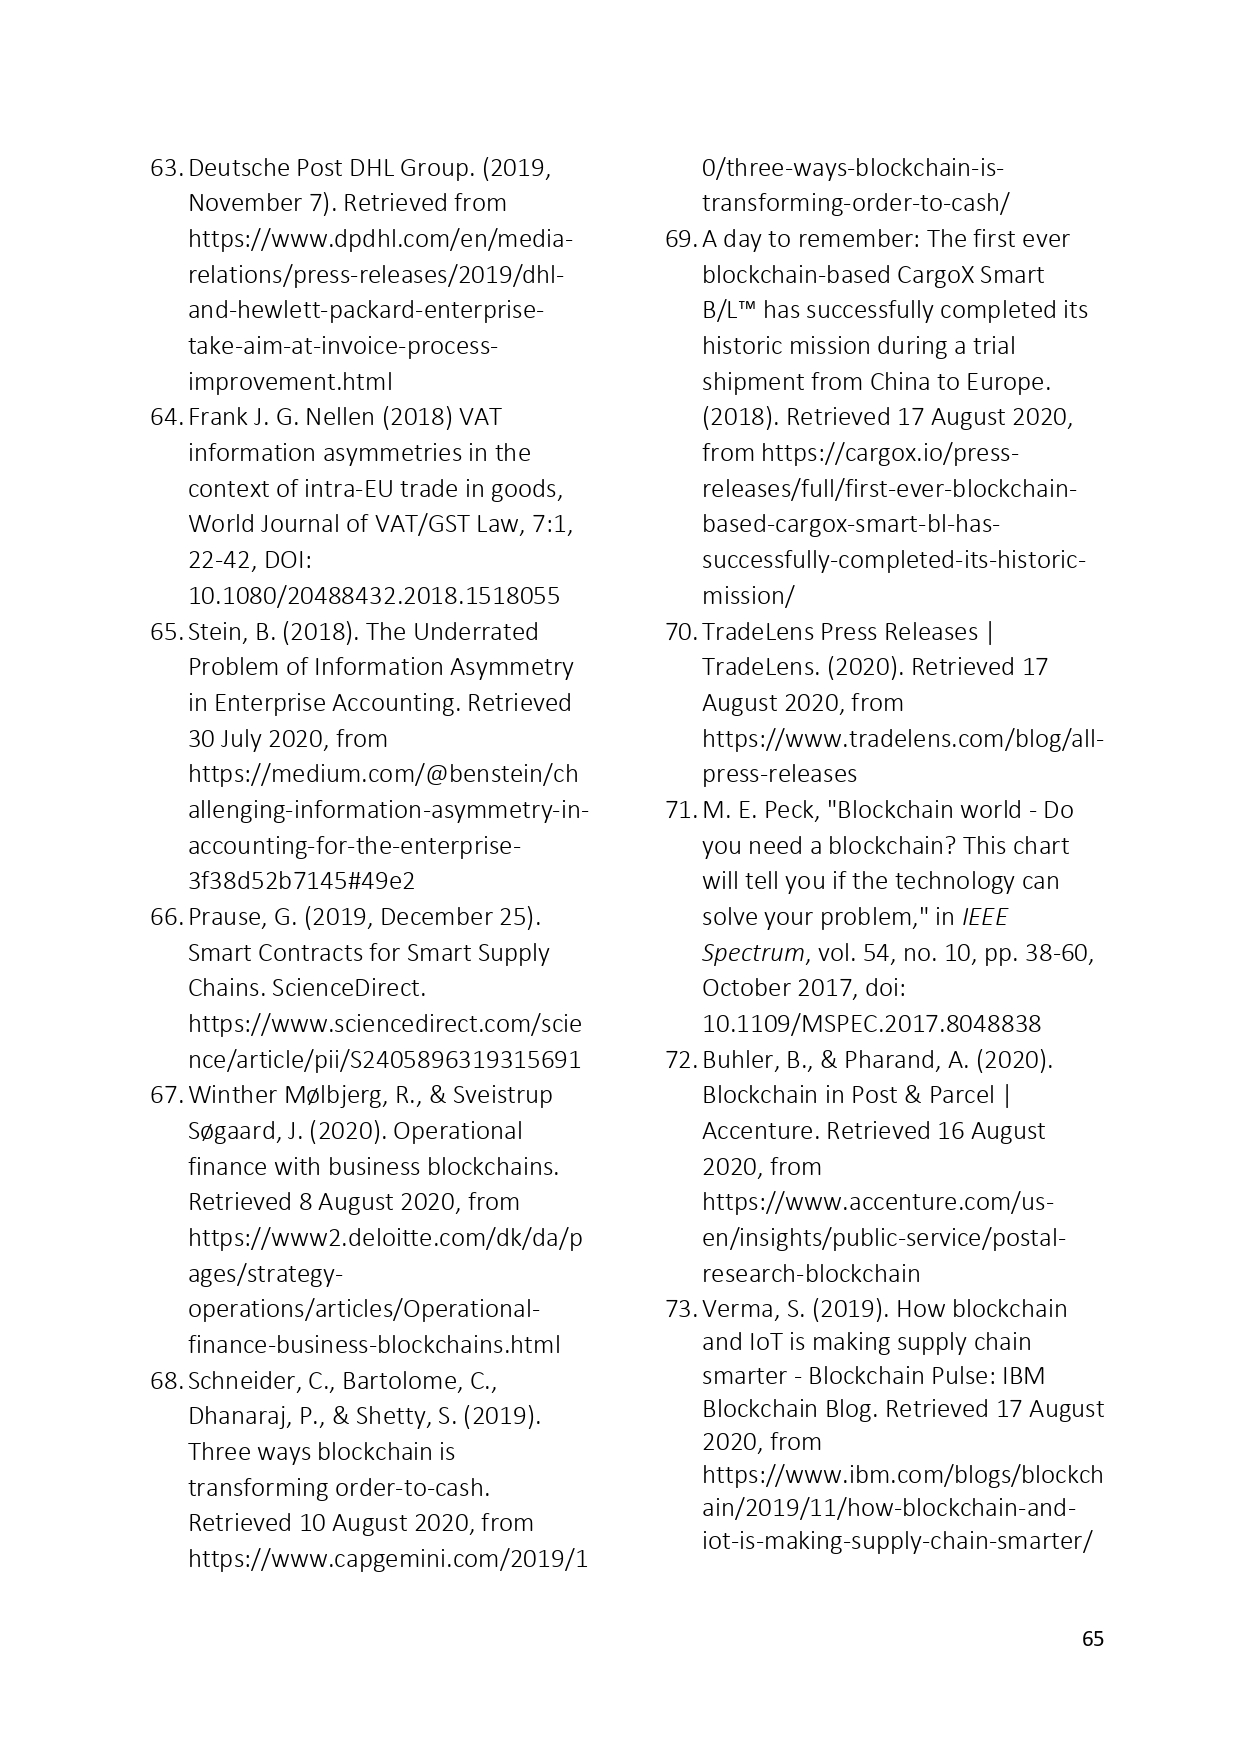 63. Deutsche Post DHL Group. (2019,
November 7). Retrieved from
https://www.dpdhl.com/en/media-
relations/press-releases/2019/dhl-
and-hewlett-packard-enterprise-
take-aim-at-invoice-process-
improvement.html
64. Frank J. G. Nellen (2018) VAT
information asymmetries in the
context of intra-EU trade in goods,
World Journal of VAT/GST Law, 7:1,
22-42, DOI:
10.1080/20488432.2018.1518055
65. Stein, B. (2018). The Underrated
Problem of Information Asymmetry
in Enterprise Accounting. Retrieved
30 July 2020, from
https://medium.com/@benstein/ch
allenging-information-asymmetry-in-
accounting-for-the-enterprise-
3f38d52b7145#49e2
66. Prause, G. (2019, December 25).
Smart Contracts for Smart Supply
Chains. ScienceDirect.
https://www.sciencedirect.com/scie
nce/article/pii/S2405896319315691
67. Winther Mølbjerg, R., & Sveistrup
Søgaard, J. (2020). Operational
finance with business blockchains.
Retrieved 8 August 2020, from
https://www2.deloitte.com/dk/da/p
ages/strategy-
operations/articles/Operational-
finance-business-blockchains.html
68. Schneider, C., Bartolome, C.,
Dhanaraj, P., & Shetty, S. (2019).
Three ways blockchain is
transforming order-to-cash.
Retrieved 10 August 2020, from
https://www.capgemini.com/2019/1
0/three-ways-blockchain-is-
transforming-order-to-cash/
69. A day to remember: The first ever
blockchain-based CargoX Smart
B/L™ has successfully completed its
historic mission during a trial
shipment from China to Europe.
(2018). Retrieved 17 August 2020,
from https://cargox.io/press-
releases/full/first-ever-blockchain-
based-cargox-smart-bl-has-
successfully-completed-its-historic-
mission/
70. TradeLens Press Releases |
TradeLens. (2020). Retrieved 17
August 2020, from
https://www.tradelens.com/blog/all-
press-releases
71. M. E. Peck, "Blockchain world - Do
you need a blockchain? This chart
will tell you if the technology can
solve your problem," in IEEE
Spectrum, vol. 54, no. 10, pp. 38-60,
October 2017, doi:
10.1109/MSPEC.2017.8048838
72. Buhler, B., & Pharand, A. (2020).
Blockchain in Post & Parcel |
Accenture. Retrieved 16 August
2020, from
https://www.accenture.com/us-
en/insights/public-service/postal-
research-blockchain
73. Verma, S. (2019). How blockchain
and IoT is making supply chain
smarter - Blockchain Pulse: IBM
Blockchain Blog. Retrieved 17 August
2020, from
https://www.ibm.com/blogs/blockch
ain/2019/11/how-blockchain-and-
iot-is-making-supply-chain-smarter/
65